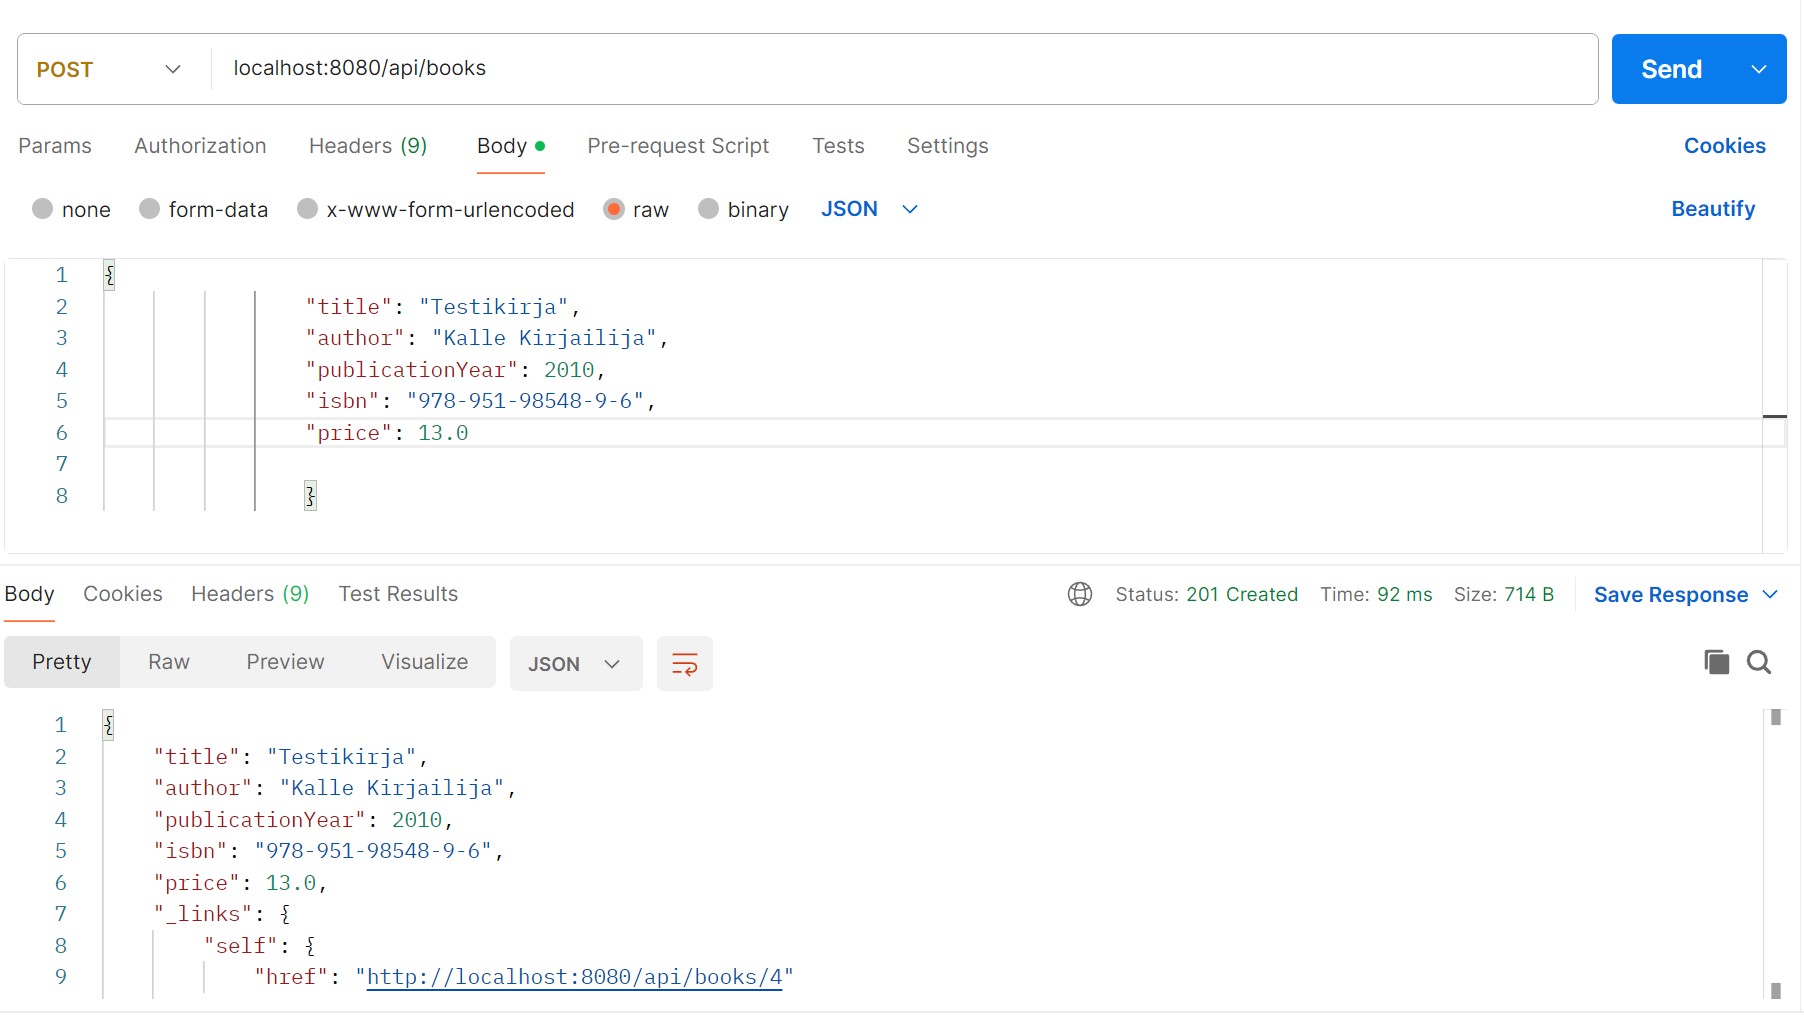 POST localhost:8080/api/books Send
Params Authorization Headers (9) Body Pre-request Script Tests Settings Cookies
none form-data x-www-form-urlencoded raw binary JSON Beautify
1 {
2 "title": "Testikirja",
3 "author": "Kalle Kirjailija",
4 "publicationYear": 2010,
5 "isbn": "978-951-98548-9-6",
6 "price": 13.0
7
8 }
Body Cookies Headers (9) Test Results Status: 201 Created Time: 92 ms Size: 714 B Save Response
Pretty Raw Preview Visualize JSON
1 {
2 "title": "Testikirja",
3 "author": "Kalle Kirjailija",
4 "publicationYear": 2010,
5 "isbn": "978-951-98548-9-6",
6 "price": 13.0,
7 "_links": {
8 "self": {
9 "href": "http://localhost:8080/api/books/4"